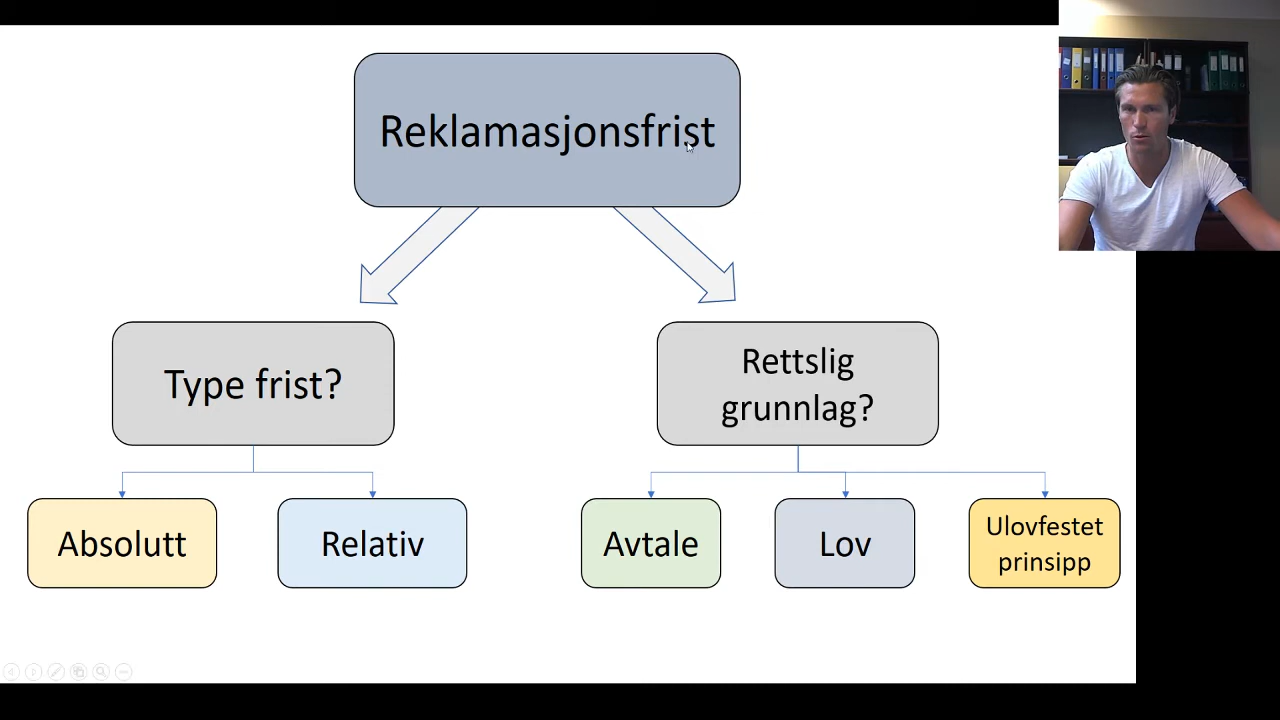 Reklamasjonsfrist
Type frist?
Rettslig
grunnlag?
Absolutt
Relativ
Avtale
Lov
Ulovfestet
prinsipp